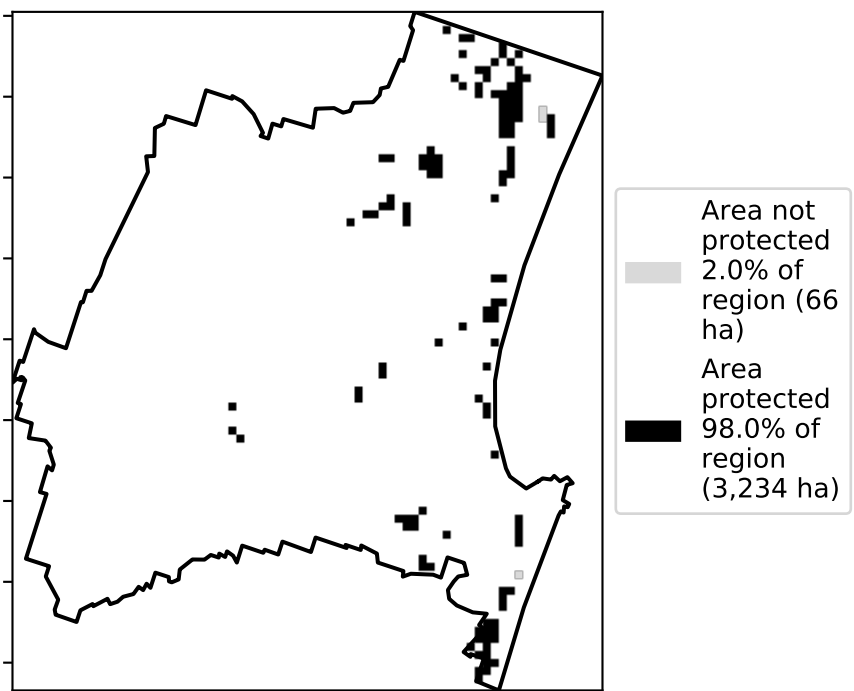 Area not
protected
2.0% of
region (66
ha)
Area
protected
98.0% of
region
(3,234 ha)